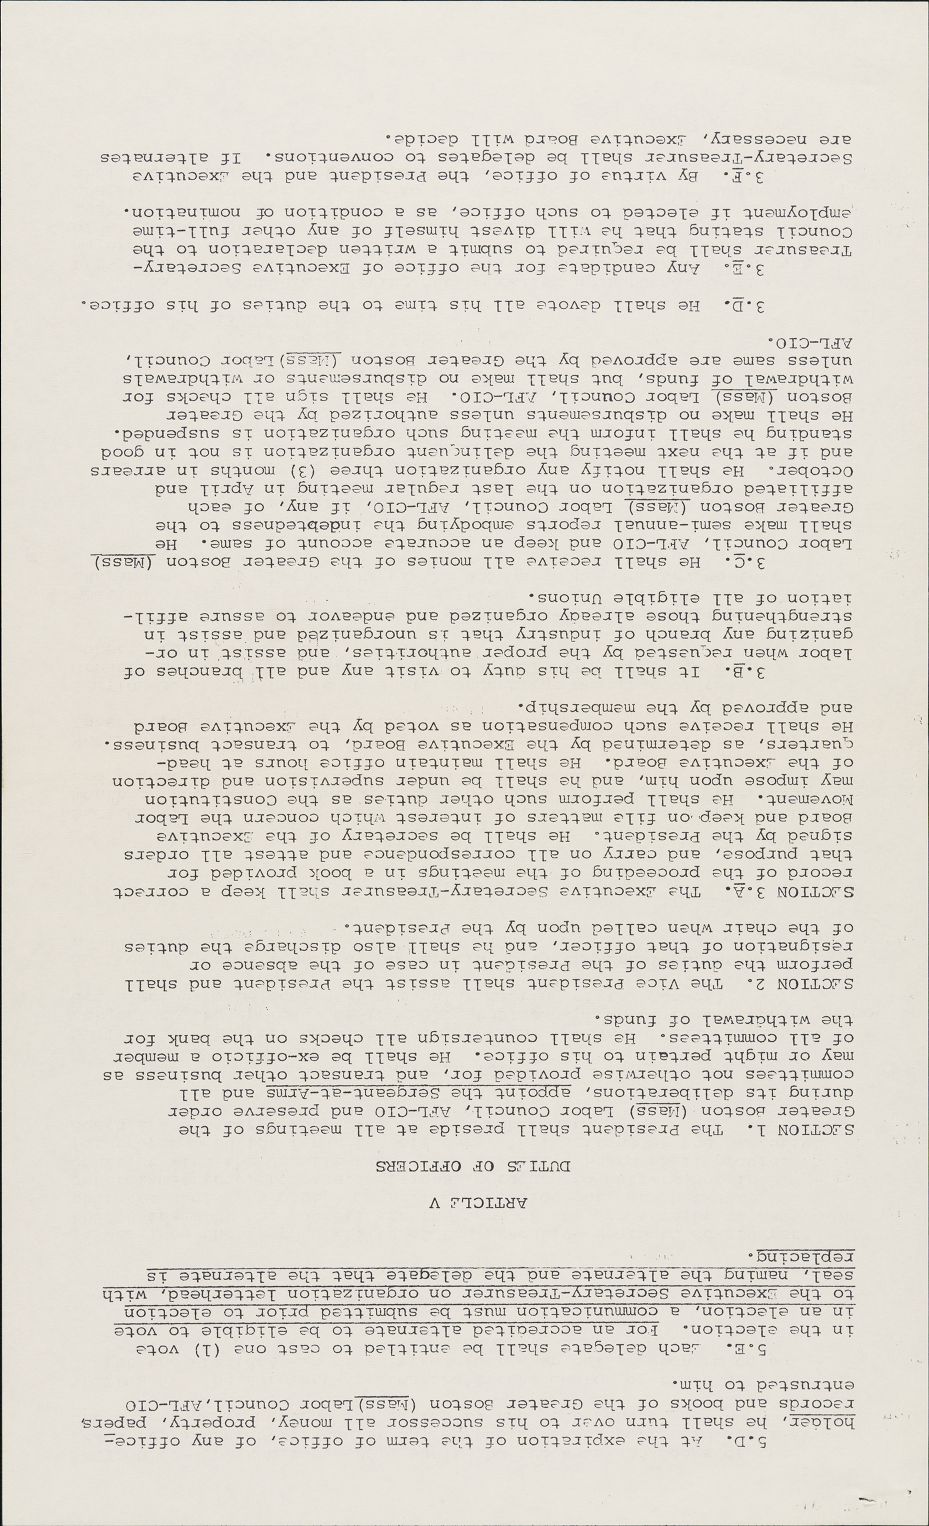 5.D. At the expiration of the term of office, of any office-
holder, he shall turn over to his successor all money, property, papers,
records and books of the Greater Boston (Mass) Labor Council, AFL-CIO
entrusted to him.
5.E. Each delegate shall be entitled to cast one (1) vote
in the election. For an accredited alternate to be eligible to vote
in an election, a communication must be submitted prior to election
to the Executive Secretary-Treasurer on organization letterhead, with
seal, naming the alternate and the delegate that the alternate is
replacing.
ARTICLE V
DUTIES OF OFFICERS
SECTION 1. The President shall preside at all meetings of the
Greater Boston (Mass) Labor Council, AFL-CIO and preserve order
during its deliberations, appoint the Sergeant-at-Arms and all
committees not otherwise provided for, and transact other business as
may or might pertain to his office. He shall be ex-officio a member
of all committees. He shall countersign all checks on the bank for
the withdrawal of funds.
SECTION 2. The Vice President shall assist the President and shall
perform the duties of the President in case of the absence or
resignation of that officer, and he shall also discharge the duties
of the chair when called upon by the President.
SECTION 3.A. The Executive Secretary-Treasurer shall keep a correct
record of the proceeding of the meetings in a book provided for
that purpose, and carry on all correspondence and attest all orders
signed by the President. He shall be secretary of the Executive
Board and keep on file matters of interest which concern the Labor
Movement. He shall perform such other duties as the Constitution
may impose upon him, and he shall be under supervision and direction
of the Executive Board. He shall maintain office hours at head-
quarters, as determined by the Executive Board, to transact business.
He shall receive such compensation as voted by the Executive Board
and approved by the membership.
3.B. It shall be his duty to visit any and all branches of
labor when requested by the proper authorities, and assist in or-
ganizing any branch of industry that is unorganized and assist in
strengthening those already organized and endeavor to assure affil-
iation of all eligible Unions.
3.C. He shall receive all monies of the Greater Boston (Mass)
Labor Council, AFL-CIO and keep an accurate account of same. He
shall make semi-annual reports embodying the indebtedness to the
Greater Boston (Mass) Labor Council, AFL-CIO, if any, of each
affiliated organization on the last regular meeting in April and
October. He shall notify any organization three (3) months in arrears
and if at the next meeting the delinquent organization is not in good
standing he shall inform the meeting such organization is suspended.
He shall make no disbursements unless authorized by the Greater
Boston (Mass) Labor Council, AFL-CIO. He shall sign all checks for
withdrawal of funds, but shall make no disbursements or withdrawals
unless same are approved by the Greater Boston (Mass) Labor Council,
AFL-CIO.
3.D. He shall devote all his time to the duties of his office.
3.E. Any candidate for the office of Executive Secretary-
Treasurer shall be required to submit a written declaration to the
Council stating that he will divest himself of any other full-time
employment if elected to such office, as a condition of nomination.
3.F. By virtue of office, the President and the Executive
Secretary-Treasurer shall be delegates to conventions. If alternates
are necessary, Executive Board will decide.